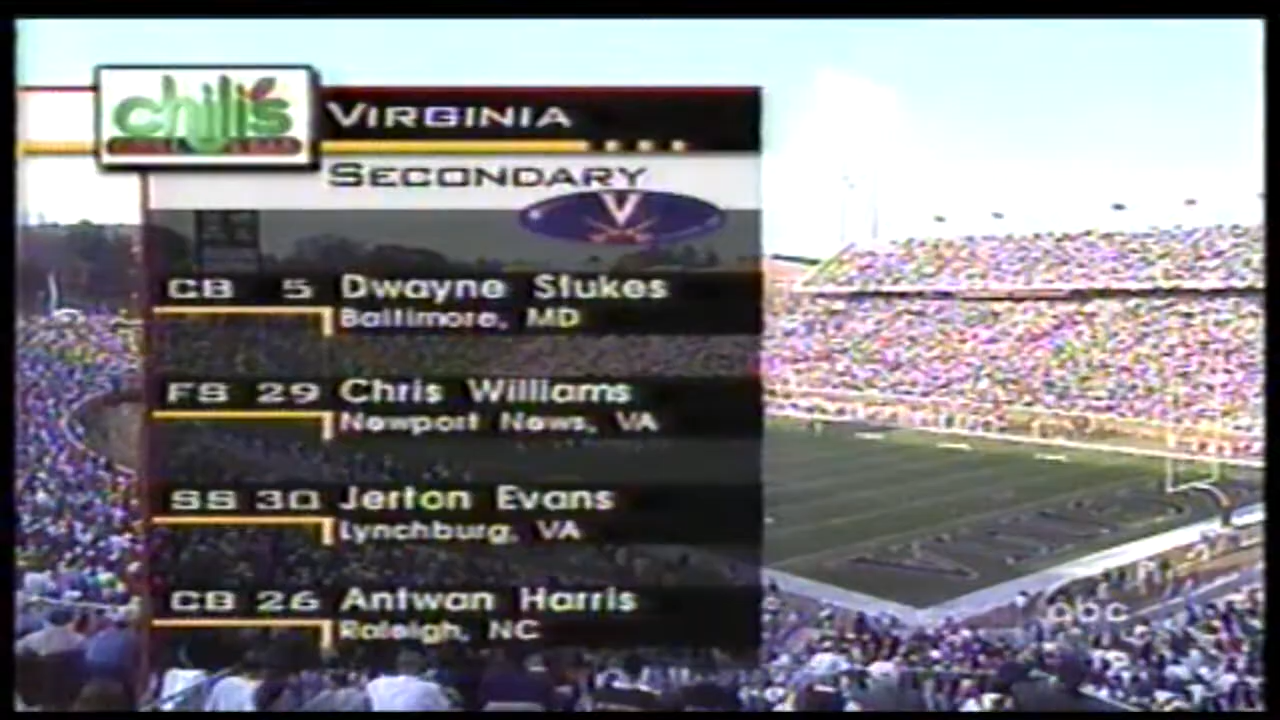 chili's
VIRGINIA
SECONDARY
V
CB 5 Dwayne Stukes
Baltimore, MD
FS 29 Chris Williams
Newport News, VA
SS 30 Jerton Evans
Lynchburg, VA
CB 26 Antwan Harris
Raleigh, NC
abc